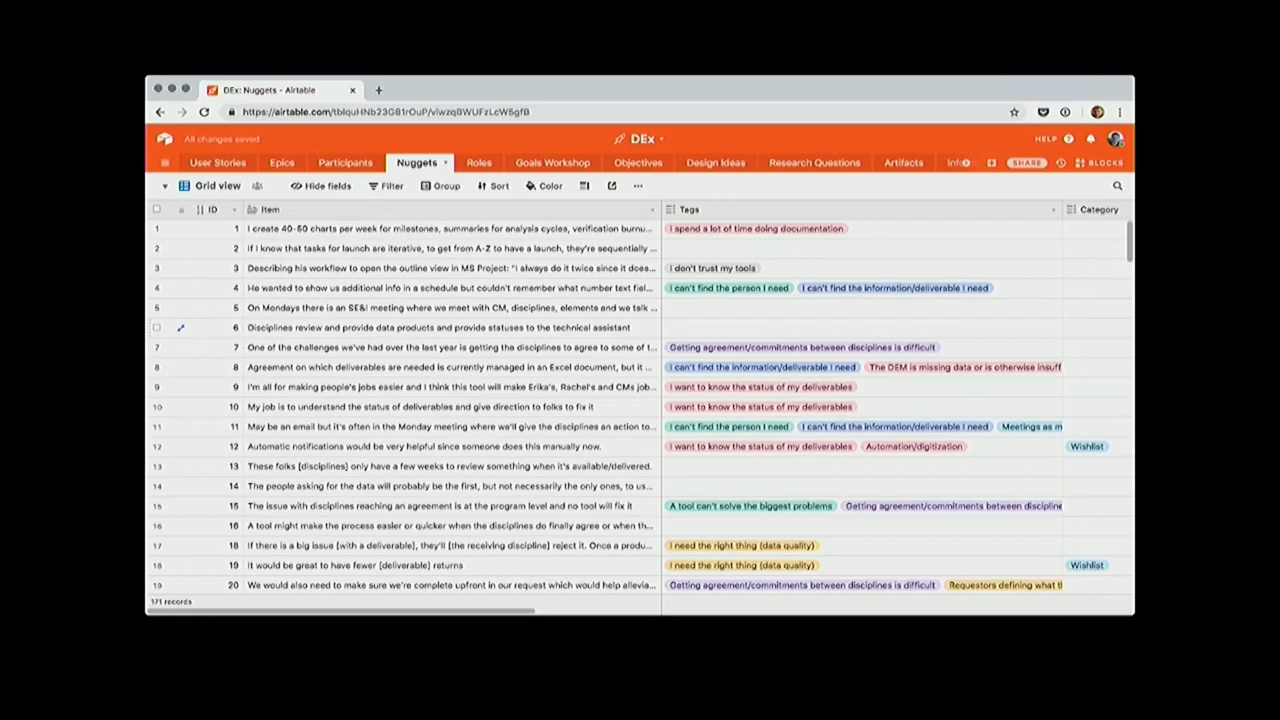 DEx: Nuggets - Airtable
https://airtable.com/tblquHNb23G81rOuP/viwzqBWUFzLcW5gfB
All changes saved DEx HELP
User Stories Epics Participants Nuggets Roles Goals Workshop Objectives Design Ideas Research Questions Artifacts SHARE BLOCKS
Grid view Hide fields Filter Group Sort Color
ID Item Tags Category
1 1 I create 40-50 charts per week for milestones, summaries for analysis cycles, verification burnu... I spend a lot of time doing documentation
2 2 If I know that tasks for launch are iterative, to get from A-Z to have a launch, they're sequentially ...
3 3 Describing his workflow to open the outline view in MS Project: "I always do it twice since it does... I don't trust my tools
4 4 He wanted to show us additional info in a schedule but couldn't remember what number text fiel... I can't find the person I need I can't find the information/deliverable I need
5 5 On Mondays there is an SE&I meeting where we meet with CM, disciplines, elements and we talk ...
6 Disciplines review and provide data products and provide statuses to the technical assistant
7 7 One of the challenges we've had over the last year is getting the disciplines to agree to some of t... Getting agreement/commitments between disciplines is difficult
8 8 Agreement on which deliverables are needed is currently managed in an Excel document, but it ... I can't find the information/deliverable I need The DEM is missing data or is otherwise insuff
9 9 I'm all for making people's jobs easier and I think this tool will make Erika's, Rachel's and CMs job... I want to know the status of my deliverables
10 10 My job is to understand the status of deliverables and give direction to folks to fix it I want to know the status of my deliverables
11 11 May be an email but it's often in the Monday meeting where we'll give the disciplines an action to... I can't find the person I need I can't find the information/deliverable I need Meetings as m
12 12 Automatic notifications would be very helpful since someone does this manually now. I want to know the status of my deliverables Automation/digitization Wishlist
13 13 These folks [disciplines] only have a few weeks to review something when it's available/delivered.
14 14 The people asking for the data will probably be the first, but not necessarily the only ones, to us...
15 15 The issue with disciplines reaching an agreement is at the program level and no tool will fix it A tool can't solve the biggest problems Getting agreement/commitments between discipline
16 16 A tool might make the process easier or quicker when the disciplines do finally agree or when th...
17 18 If there is a big issue [with a deliverable], they'll [the receiving discipline] reject it. Once a produ... I need the right thing (data quality)
18 19 It would be great to have fewer [deliverable] returns I need the right thing (data quality) Wishlist
19 20 We would also need to make sure we're complete upfront in our request which would help allevia... Getting agreement/commitments between disciplines is difficult Requestors defining what t
171 records